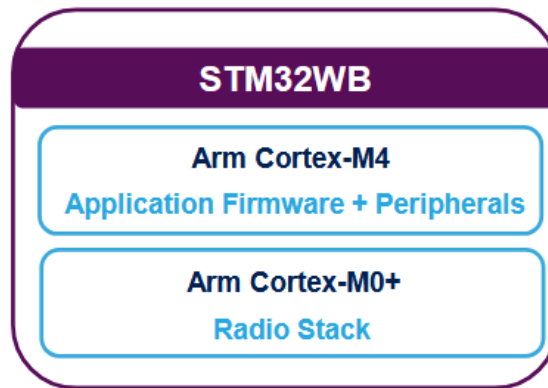 STM32WB
Arm Cortex-M4
Application Firmware + Peripherals
Arm Cortex-M0+
Radio Stack